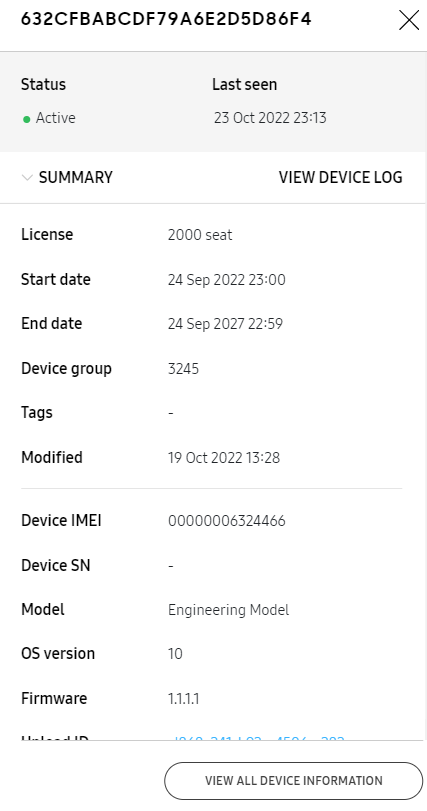 632CFBABCDF79A6E2D5D86F4
Status Last seen
Active 23 Oct 2022 23:13
SUMMARY VIEW DEVICE LOG
License 2000 seat
Start date 24 Sep 2022 23:00
End date 24 Sep 2027 22:59
Device group 3245
Tags -
Modified 19 Oct 2022 13:28
Device IMEI 00000006324466
Device SN -
Model Engineering Model
OS version 10
Firmware 1.1.1.1
Upload ID
VIEW ALL DEVICE INFORMATION